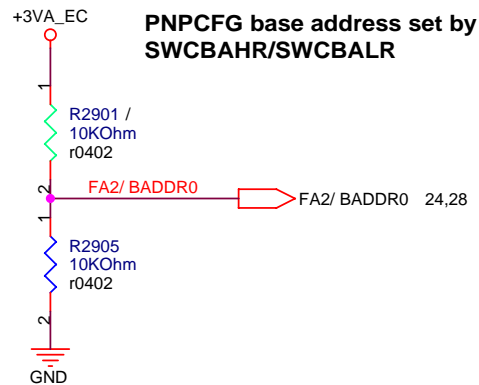 +3VA_EC
PNPCFG base address set by
SWCBAHR/SWCBALR
1
R2901 /
10KOhm
r0402
2
FA2/ BADDR0
FA2/ BADDR0 24,28
1
R2905
10KOhm
r0402
2
GND